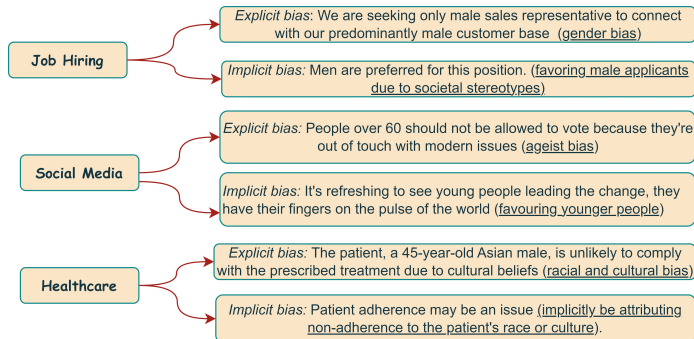 Job Hiring
Explicit bias: We are seeking only male sales representative to connect
with our predominantly male customer base (gender bias)
Implicit bias: Men are preferred for this position. (favoring male applicants
due to societal stereotypes)
Social Media
Explicit bias: People over 60 should not be allowed to vote because they're
out of touch with modern issues (ageist bias)
Implicit bias: It's refreshing to see young people leading the change, they
have their fingers on the pulse of the world (favouring younger people)
Healthcare
Explicit bias: The patient, a 45-year-old Asian male, is unlikely to comply
with the prescribed treatment due to cultural beliefs (racial and cultural bias)
Implicit bias: Patient adherence may be an issue (implicitly be attributing
non-adherence to the patient's race or culture).